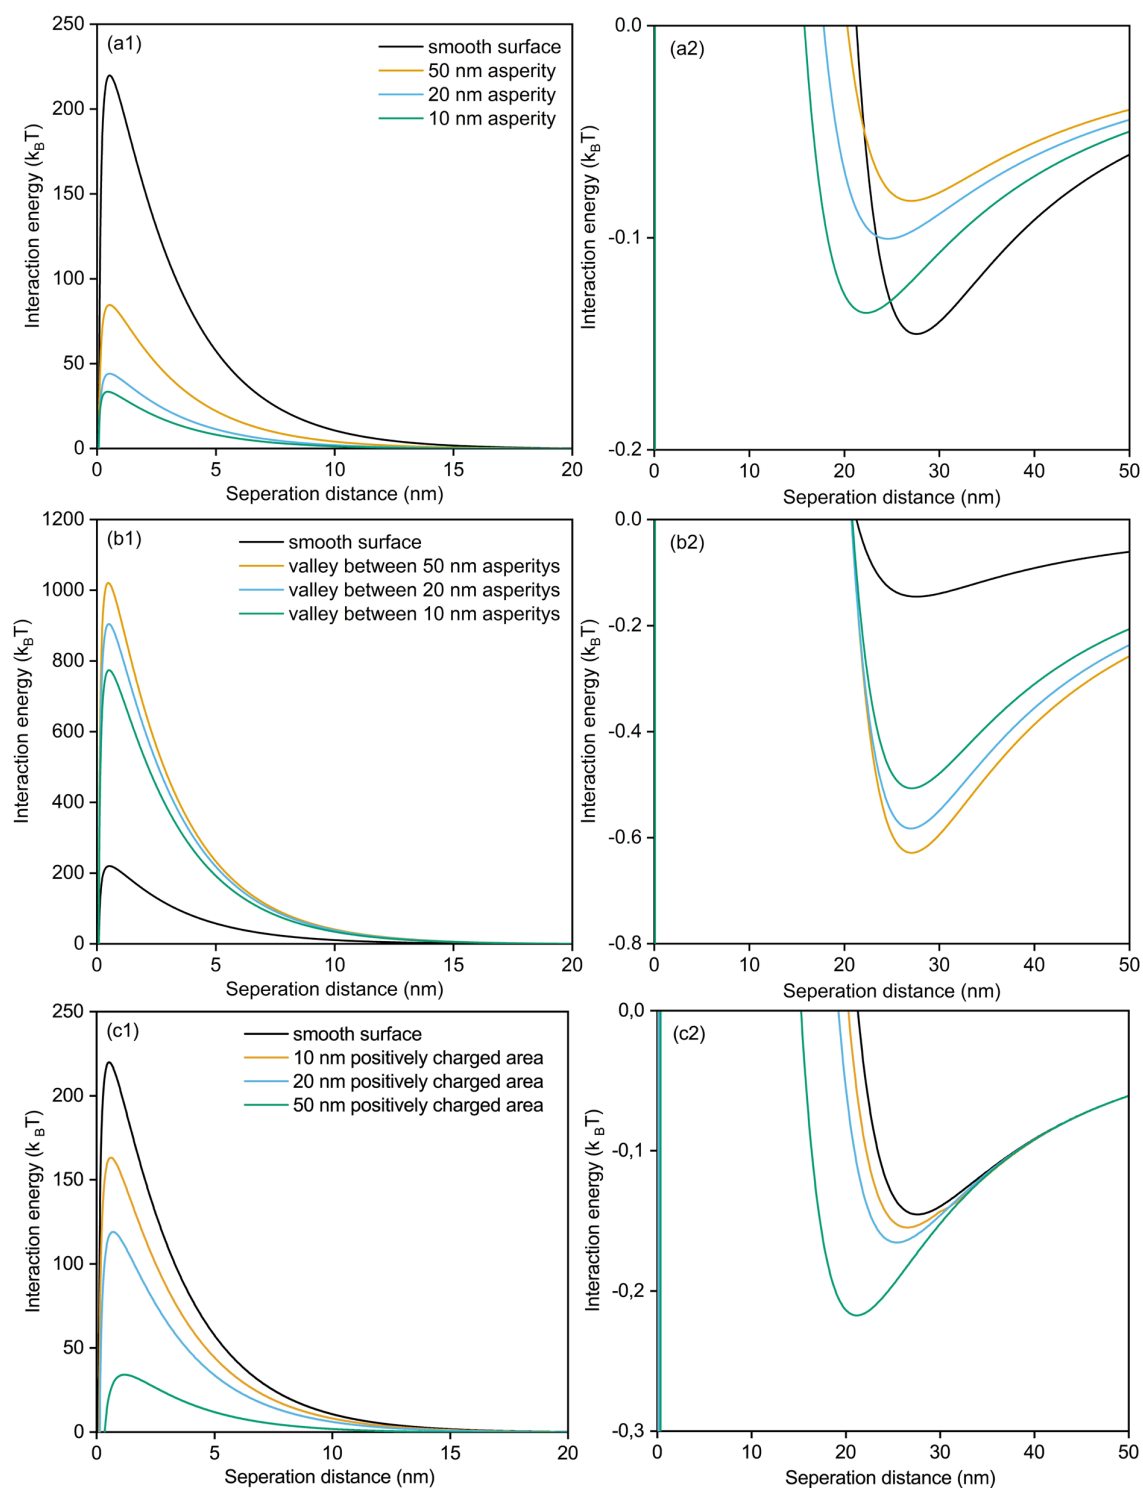 (a1)
smooth surface
50 nm asperity
20 nm asperity
10 nm asperity
250
200
150
100
50
0
Interaction energy (kBT)
0 5 10 15 20
Seperation distance (nm)
(a2)
0.0
-0.1
-0.2
Interaction energy (kBT)
0 10 20 30 40 50
Seperation distance (nm)
(b1)
smooth surface
valley between 50 nm asperitys
valley between 20 nm asperitys
valley between 10 nm asperitys
1200
1000
800
600
400
200
0
Interaction energy (kBT)
0 5 10 15 20
Seperation distance (nm)
(b2)
0.0
-0.2
-0.4
-0.6
-0.8
Interaction energy (kBT)
0 10 20 30 40 50
Seperation distance (nm)
(c1)
smooth surface
10 nm positively charged area
20 nm positively charged area
50 nm positively charged area
250
200
150
100
50
0
Interaction energy (k BT)
0 5 10 15 20
Seperation distance (nm)
(c2)
0,0
-0,1
-0,2
-0,3
Interaction energy (k BT)
0 10 20 30 40 50
Seperation distance (nm)